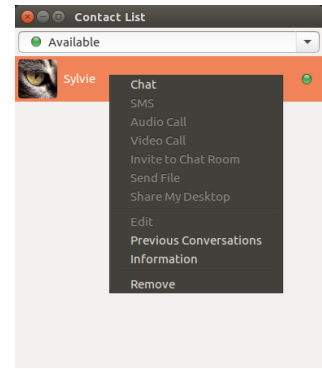 Contact List
Available
Sylvie
Chat
SMS
Audio Call
Video Call
Invite to Chat Room
Send File
Share My Desktop
Edit
Previous Conversations
Information
Remove